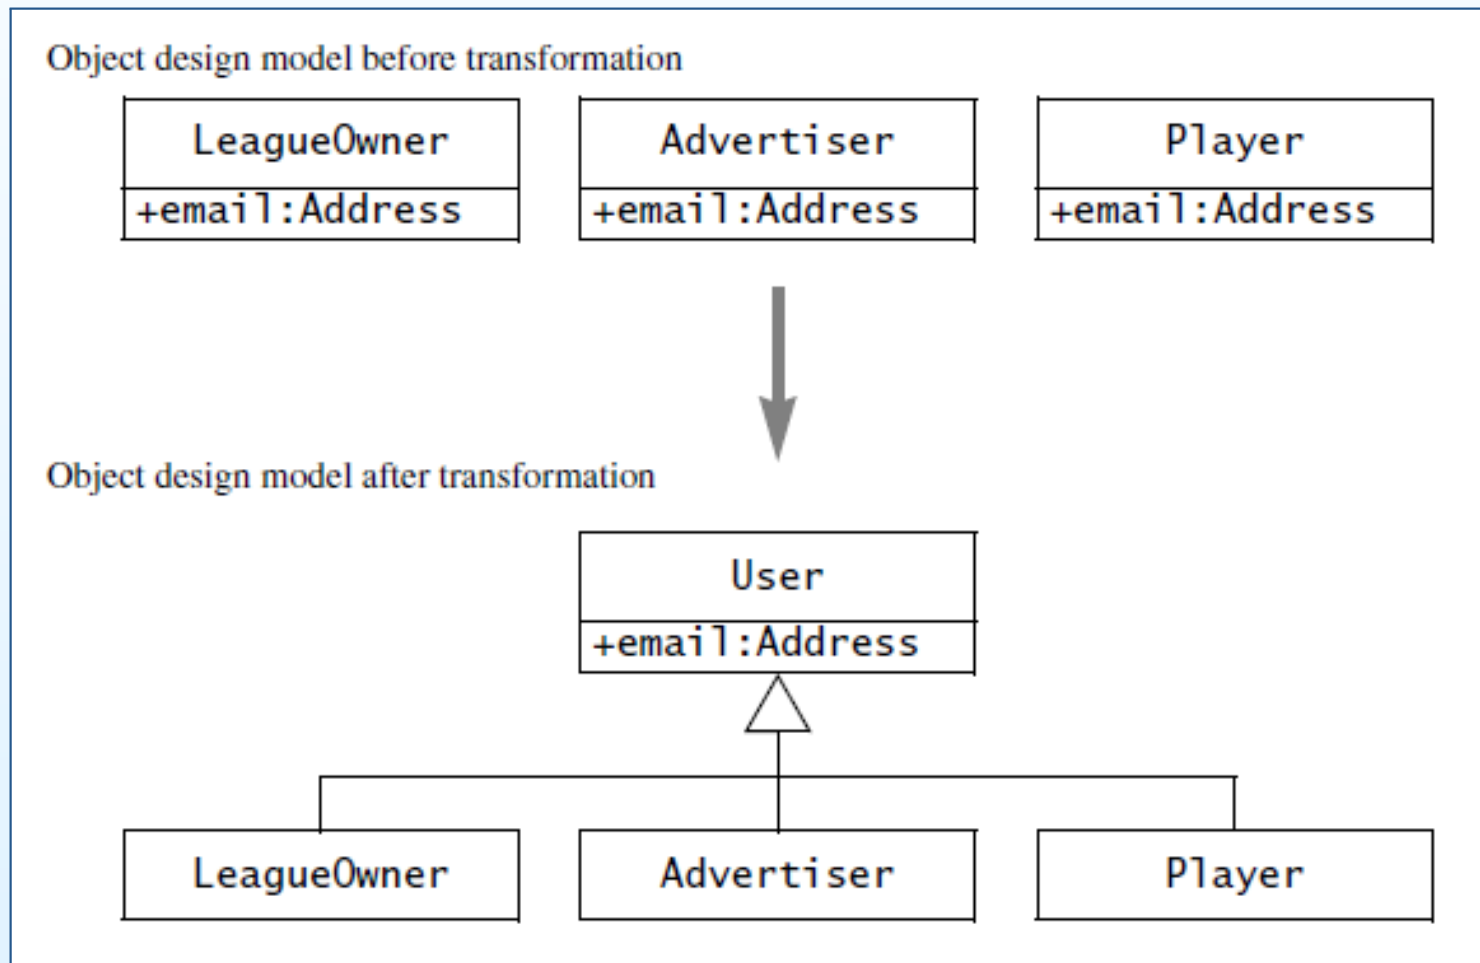 Object design model before transformation
LeagueOwner
Advertiser
Player
+email:Address
+email:Address
+email:Address
Object design model after transformation
User
+email:Address
LeagueOwner
Advertiser
Player